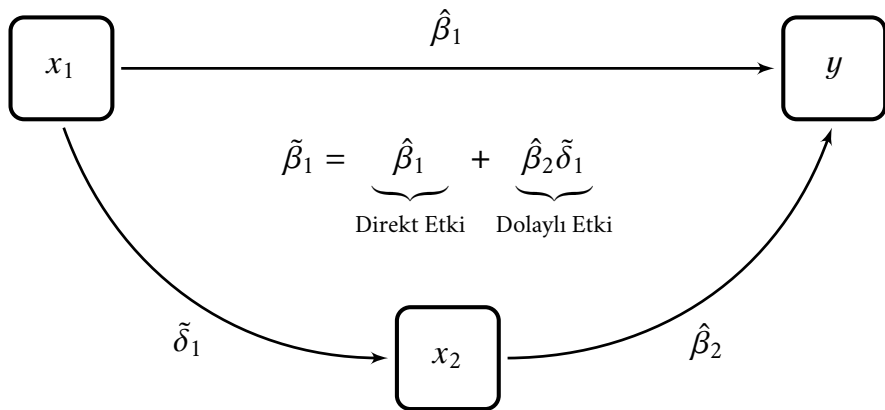 β̂₁
x₁
y
β̃₁ = β̂₁ + β̂₂δ̃₁
Direkt Etki Dolaylı Etki
δ̃₁
x₂
β̂₂